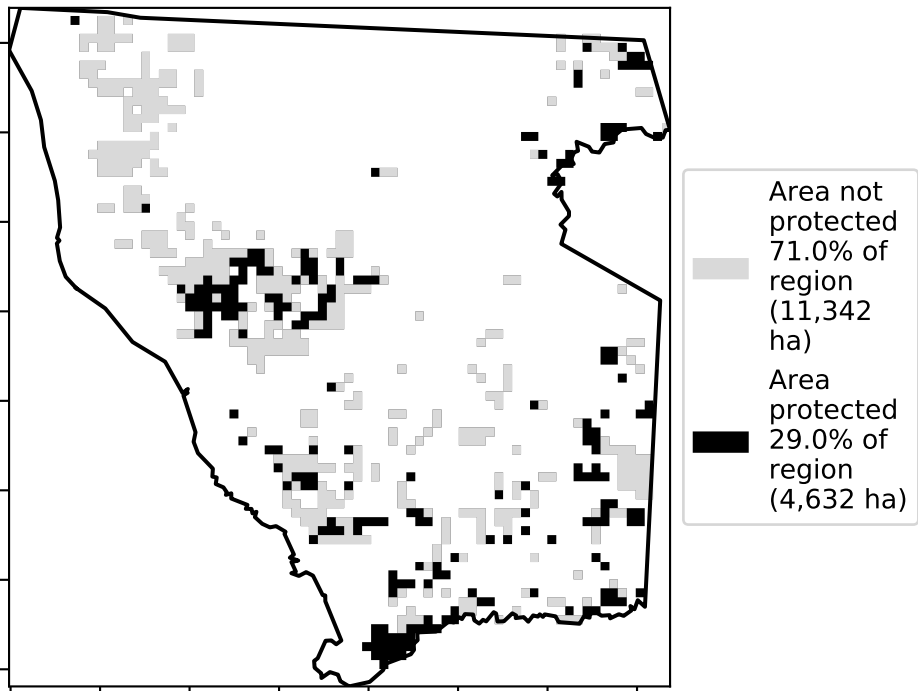 Area not
protected
71.0% of
region
(11,342
ha)
Area
protected
29.0% of
region
(4,632 ha)